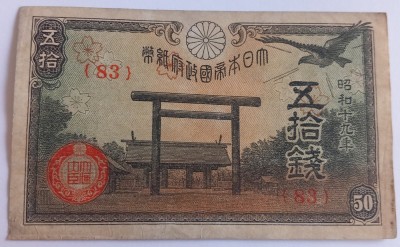 幣紙府政國帝本日大
五拾
{83}
昭和十九年
五拾錢
{83}
50